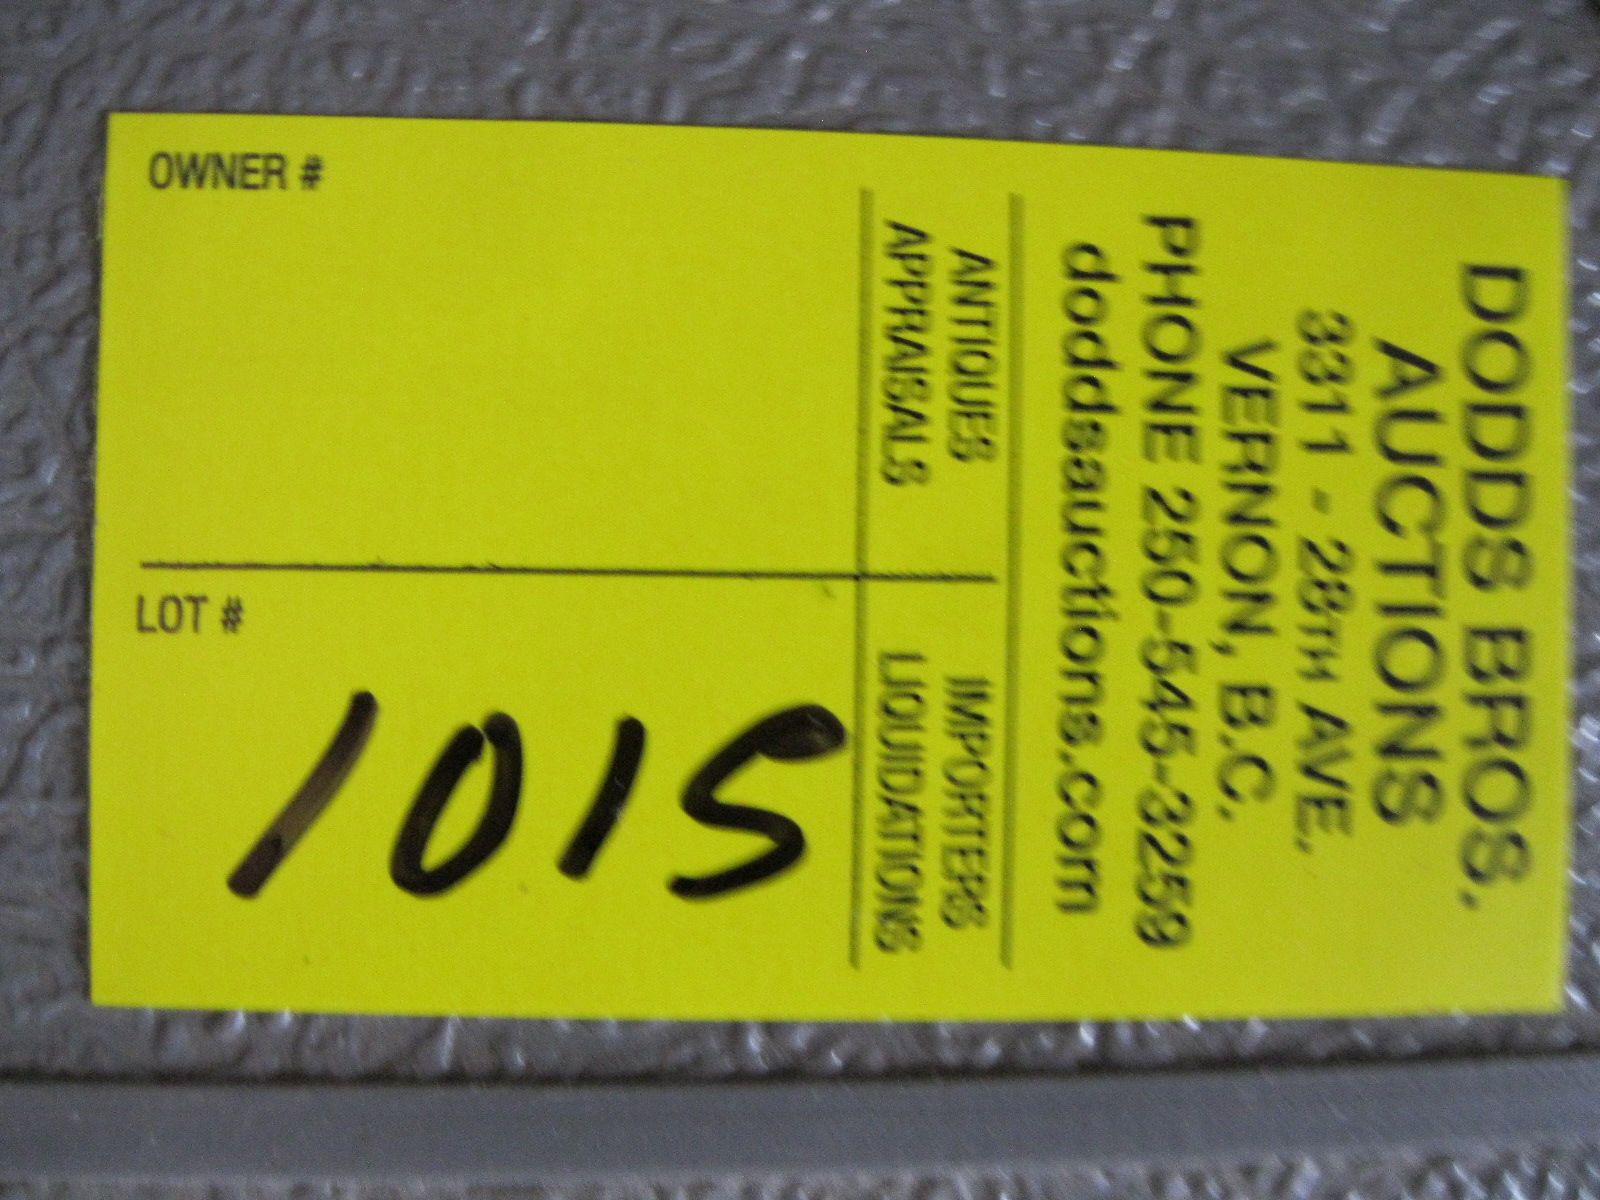 DODDS BROS.
AUCTIONS
3311 - 28TH AVE.
VERNON, B.C.
PHONE 250-545-3259
doddsauctions.com
ANTIQUES IMPORTERS
APPRAISALS LIQUIDATIONS
OWNER #
LOT #
1015